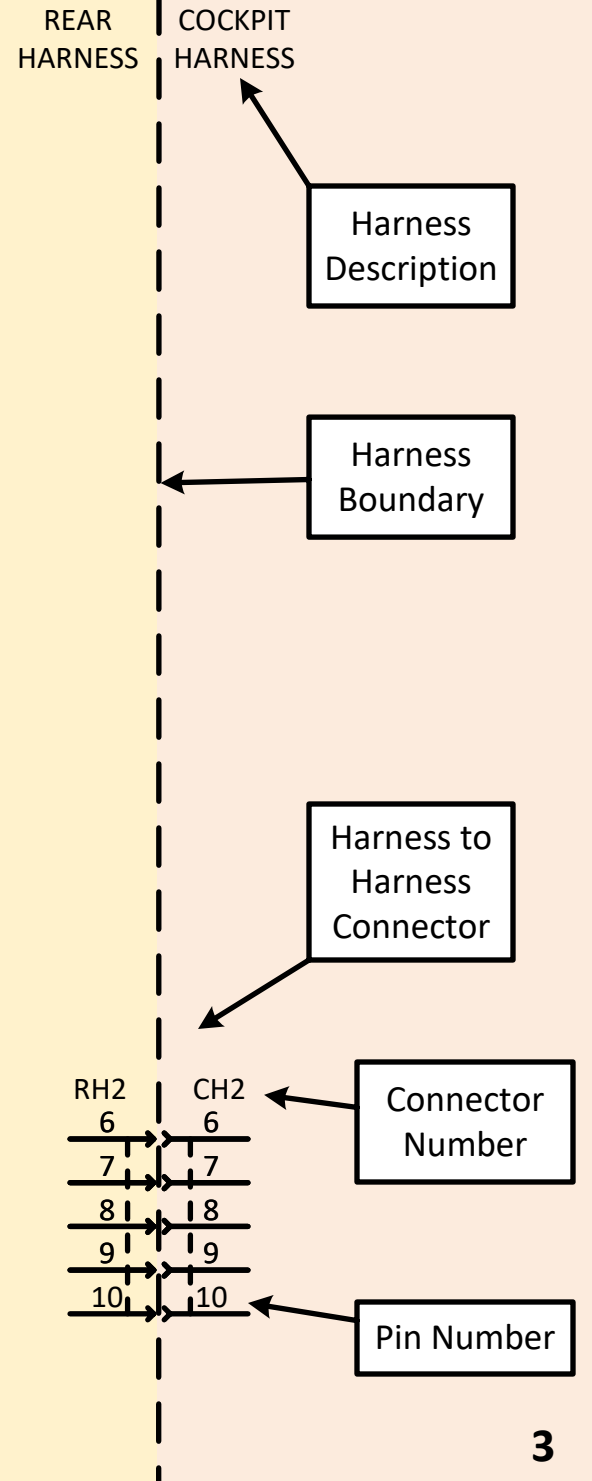 REAR
HARNESS
COCKPIT
HARNESS
Harness
Description
Harness
Boundary
Harness to
Harness
Connector
RH2 CH2
6 6
7 7
8 8
9 9
10 10
Connector
Number
Pin Number
3